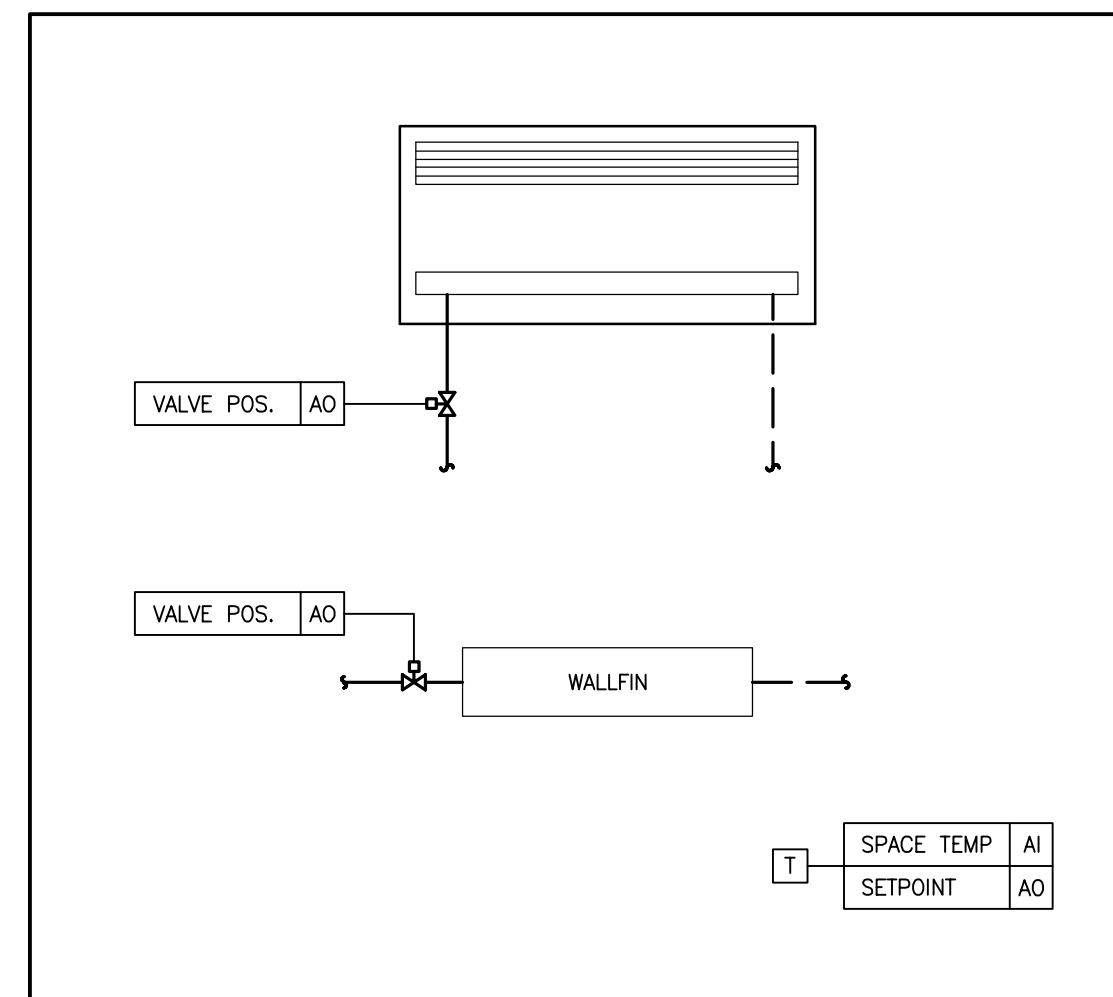 VALVE POS. AO
VALVE POS. AO
WALLFIN
T
SPACE TEMP AI
SETPOINT AO